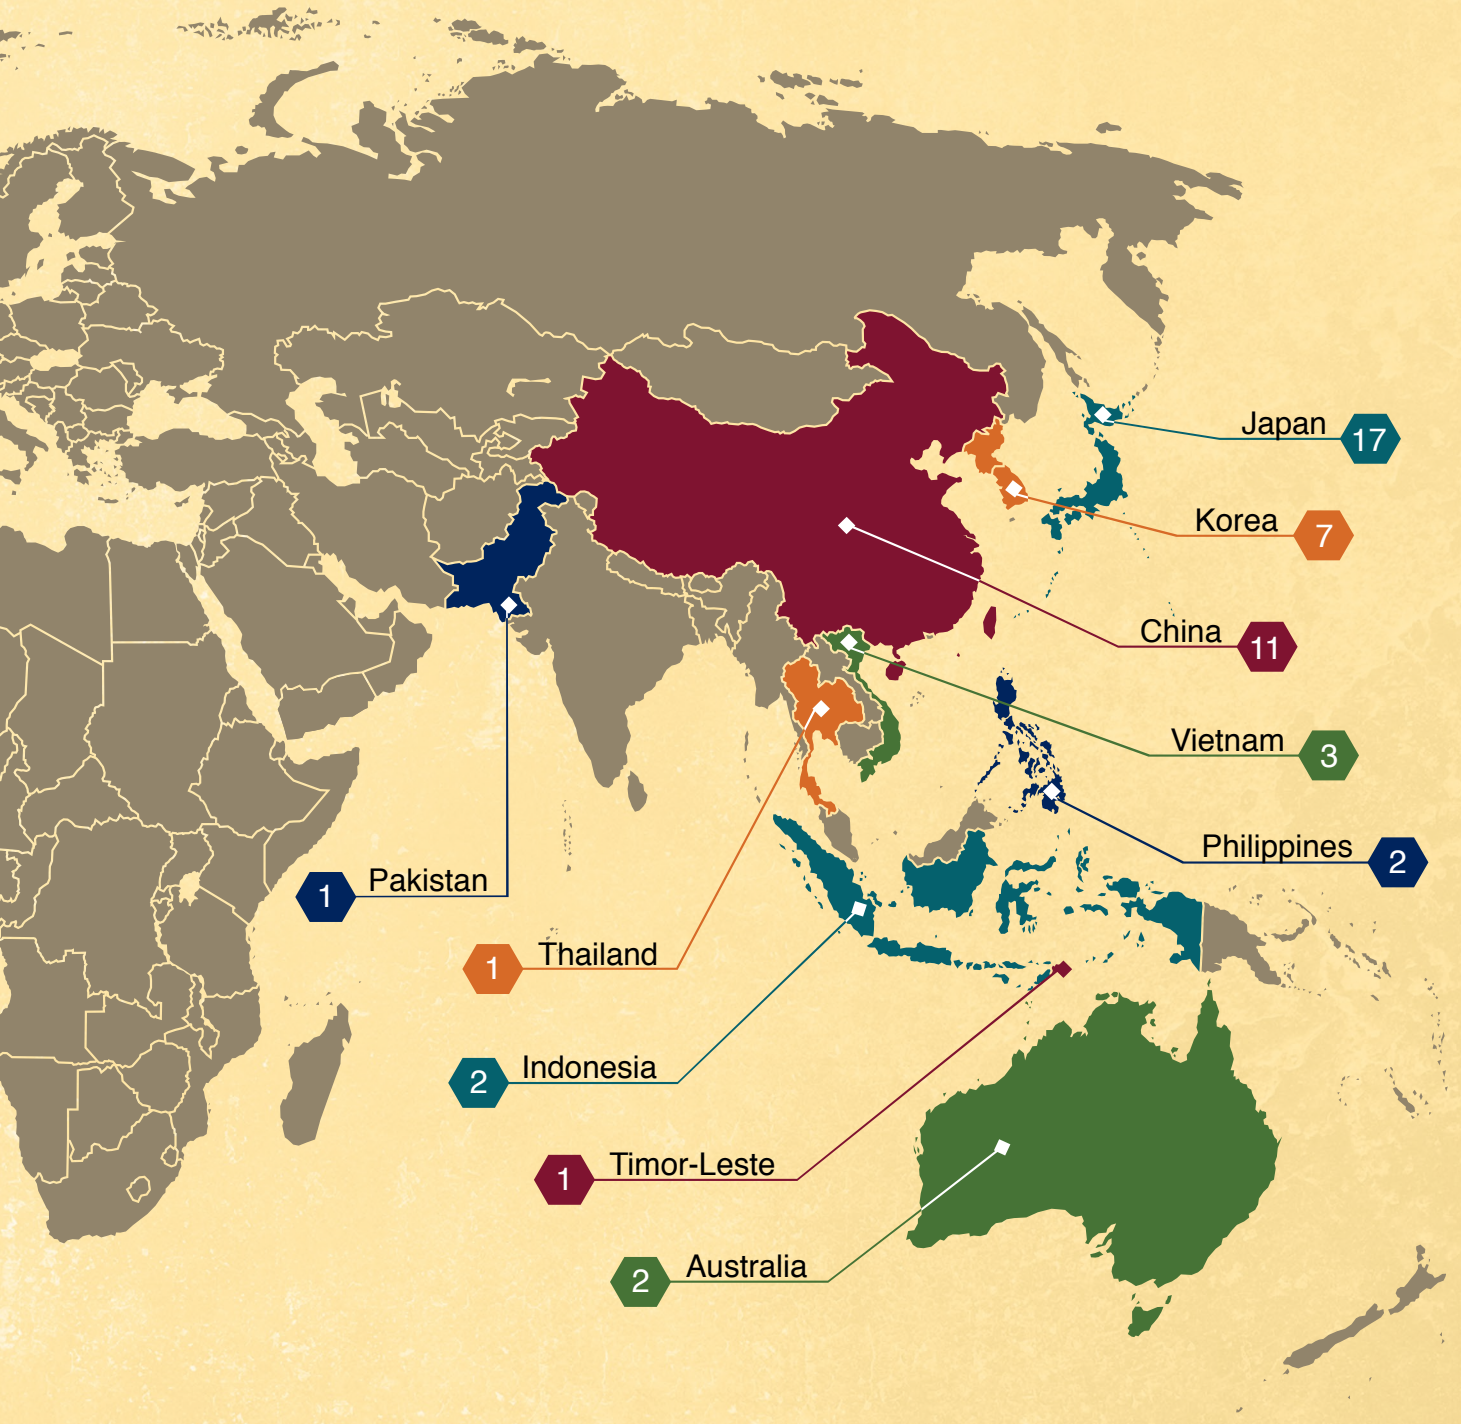 Japan 17
Korea 7
China 11
Vietnam 3
Philippines 2
1 Pakistan
1 Thailand
2 Indonesia
1 Timor-Leste
2 Australia